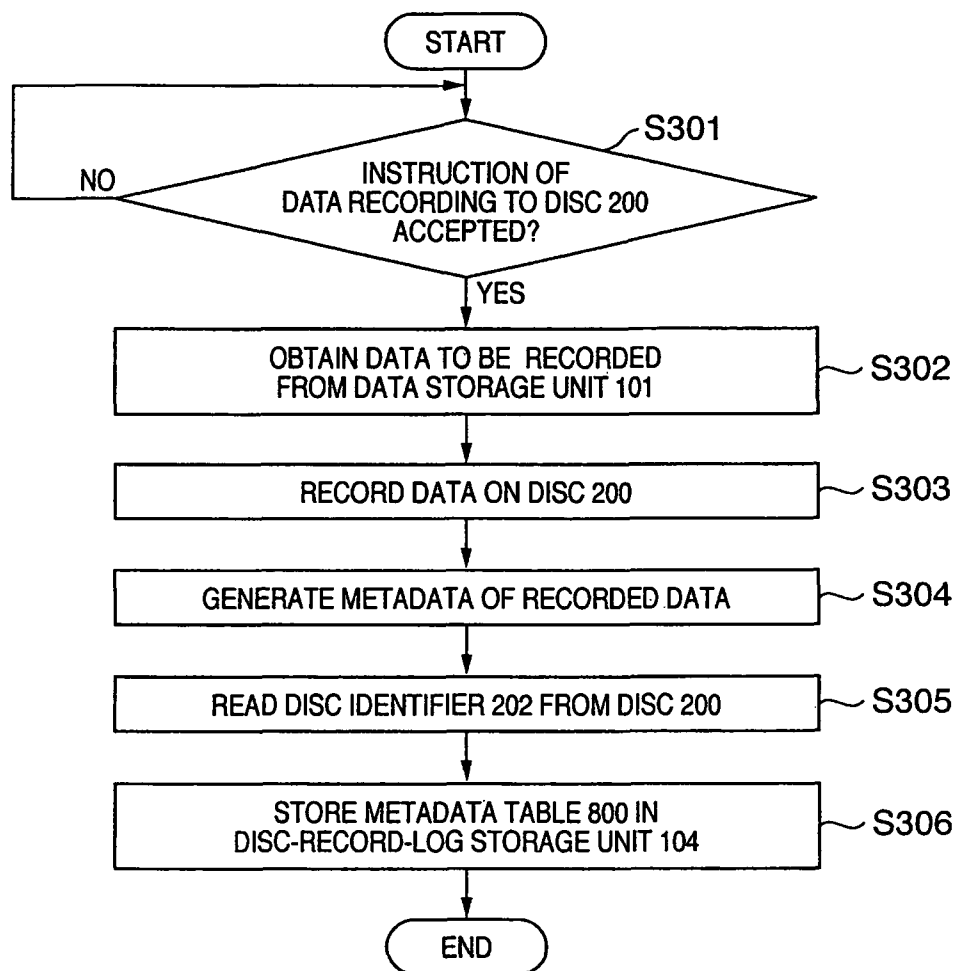 START
S301
INSTRUCTION OF
DATA RECORDING TO DISC 200
ACCEPTED?
NO
YES
OBTAIN DATA TO BE RECORDED
FROM DATA STORAGE UNIT 101
S302
RECORD DATA ON DISC 200
S303
GENERATE METADATA OF RECORDED DATA
S304
READ DISC IDENTIFIER 202 FROM DISC 200
S305
STORE METADATA TABLE 800 IN
DISC-RECORD-LOG STORAGE UNIT 104
S306
END